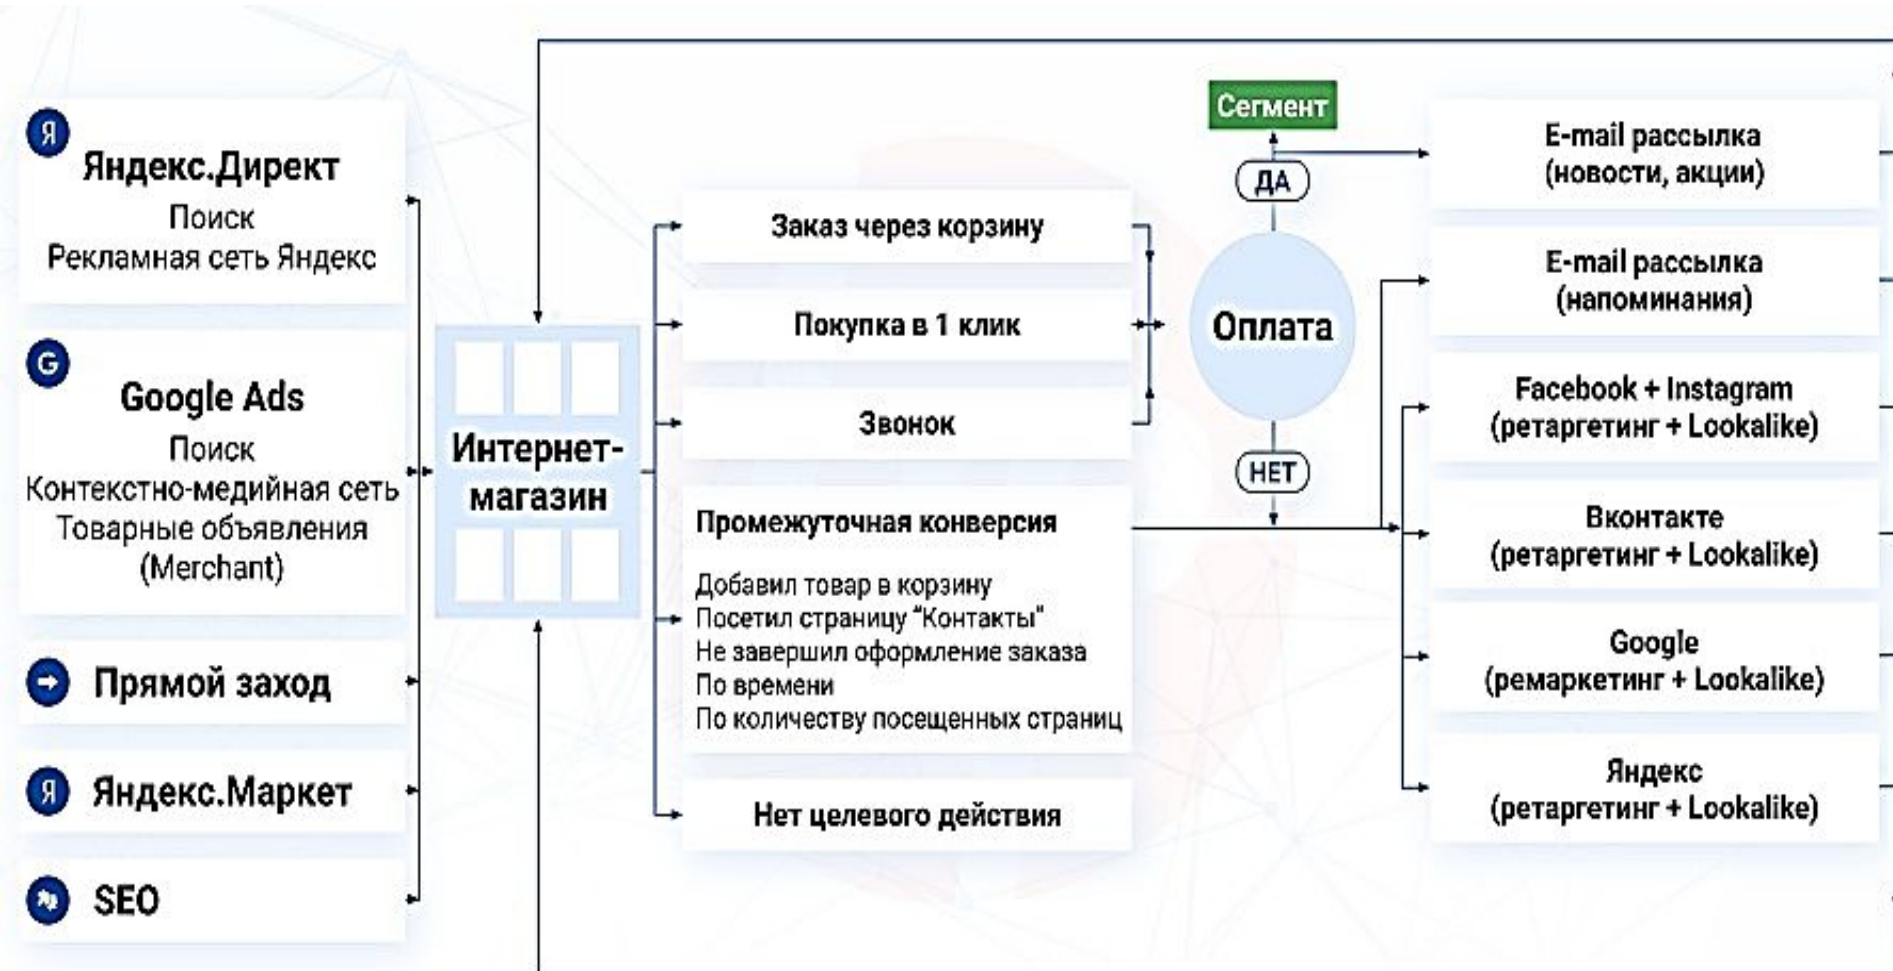 Я
Яндекс.Директ
Поиск
Рекламная сеть Яндекс
G
Google Ads
Поиск
Контекстно-медийная сеть
Товарные объявления
(Merchant)
Прямой заход
Я
Яндекс.Маркет
SEO
Интернет-
магазин
Заказ через корзину
Покупка в 1 клик
Звонок
Промежуточная конверсия
Добавил товар в корзину
Посетил страницу “Контакты"
Не завершил оформление заказа
По времени
По количеству посещенных страниц
Нет целевого действия
Сегмент
ДА
Оплата
НЕТ
E-mail рассылка
(новости, акции)
E-mail рассылка
(напоминания)
Facebook + Instagram
(ретаргетинг + Lookalike)
Вконтакте
(ретаргетинг + Lookalike)
Google
(ремаркетинг + Lookalike)
Яндекс
(ретаргетинг + Lookalike)